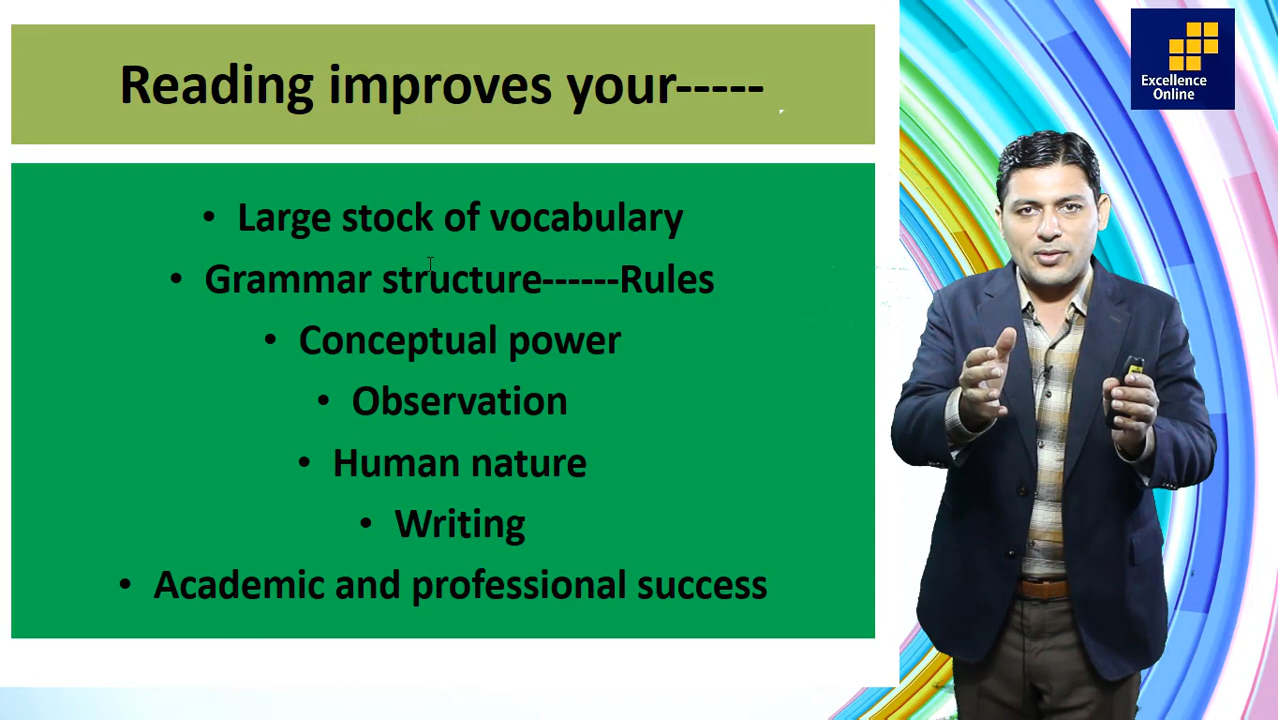 Reading improves your-----
• Large stock of vocabulary
• Grammar structure------Rules
• Conceptual power
• Observation
• Human nature
• Writing
• Academic and professional success
Excellence
Online